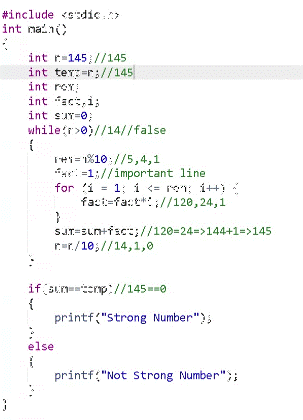 #include <stdio.h>
int main()
{
int n=145;//145
int temp=n;//145
int rem;
int fact,i;
int sum=0;
while(n>0)//14//false
{
rem=n%10;//5,4,1
fact=1;//important line
for (i = 1; i <= rem; i++) {
fact=fact*i;//120,24,1
}
sum=sum+fact;//120+24=>144+1=>145
n=n/10;//14,1,0
}
if(sum==temp)//145==0
{
printf("Strong Number");
}
else
{
printf("Not Strong Number");
}
}